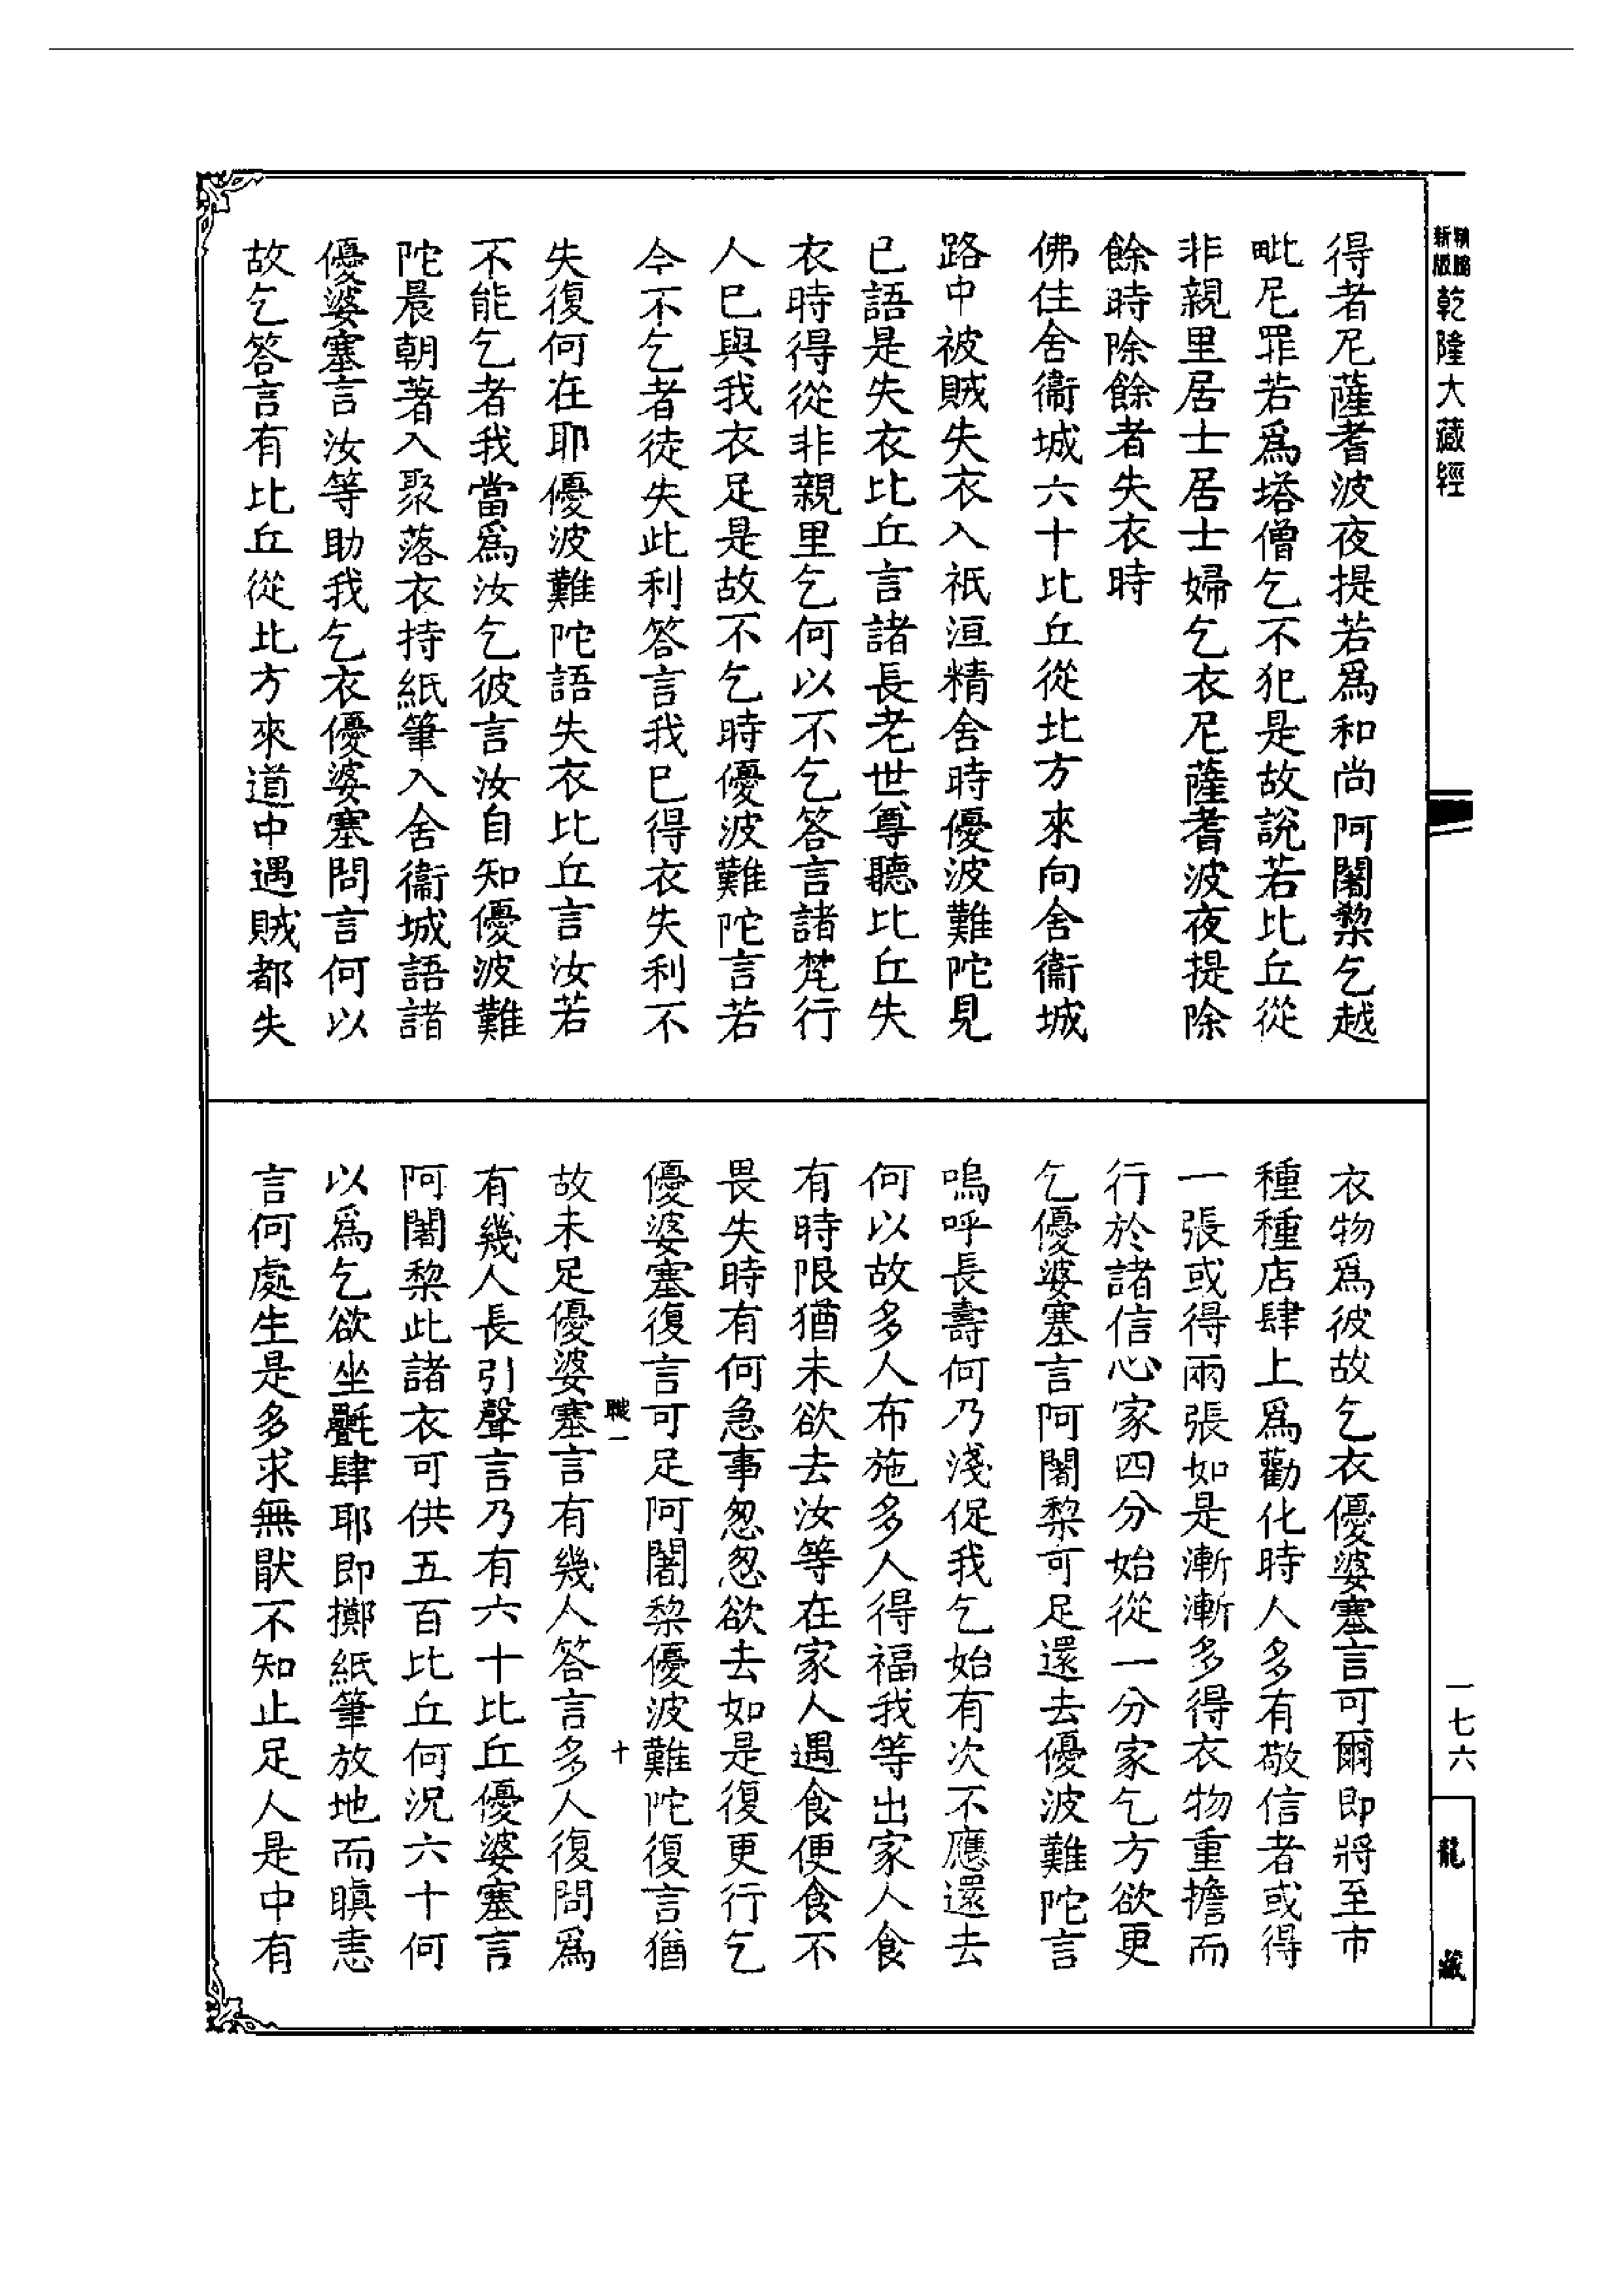 新版精縮乾隆大藏經
得者尼薩耆波夜提若爲和尚阿闍黎乞越
毗尼罪若爲塔僧乞不犯是故說若比丘從
非親里居士居士婦乞衣尼薩耆波夜提除
餘時除餘者失衣時
佛住舍衞城六十比丘從北方來向舍衞城
路中被賊失衣入祇洹精舍時優波難陀見
已語是失衣比丘言諸長老世尊聽比丘失
衣時得從非親里乞何以不乞答言諸梵行
人已與我衣足是故不乞時優波難陀言若
今不乞者徒失此利答言我已得衣失利不
失復何在耶優波難陀語失衣比丘言汝若
不能乞者我當爲汝乞彼言汝自知優波難
陀晨朝著入聚落衣持紙筆入舍衞城語諸
優婆塞言汝等助我乞衣優婆塞問言何以
故乞答言有比丘從北方來道中遇賊都失
衣物爲彼故乞衣優婆塞言可爾即將至市
種種店肆上爲勸化時人多有敬信者或得
一張或得兩張如是漸漸多得衣物重擔而
行於諸信心家四分始從一分家乞方欲更
乞優婆塞言阿闍黎可足還去優波難陀言
嗚呼長壽何乃淺促我乞始有次不應還去
何以故多人布施多人得福我等出家人食
有時限猶未欲去汝等在家人遇食便食不
畏失時有何急事怱怱欲去如是復更行乞
優婆塞復言可足阿闍黎優波難陀復言猶
職一
十
故未足優婆塞言有幾人答言多人復問爲
有幾人長引聲言乃有六十比丘優婆塞言
阿闍黎此諸衣可供五百比丘何況六十何
以爲乞欲坐㲲肆耶即擲紙筆放地而瞋恚
言何處生是多求無猒不知止足人是中有
一七六
龍藏